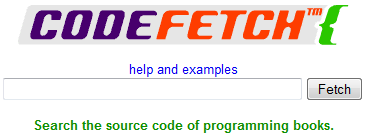 CODEFETCH™{
help and examples
Fetch
Search the source code of programming books.